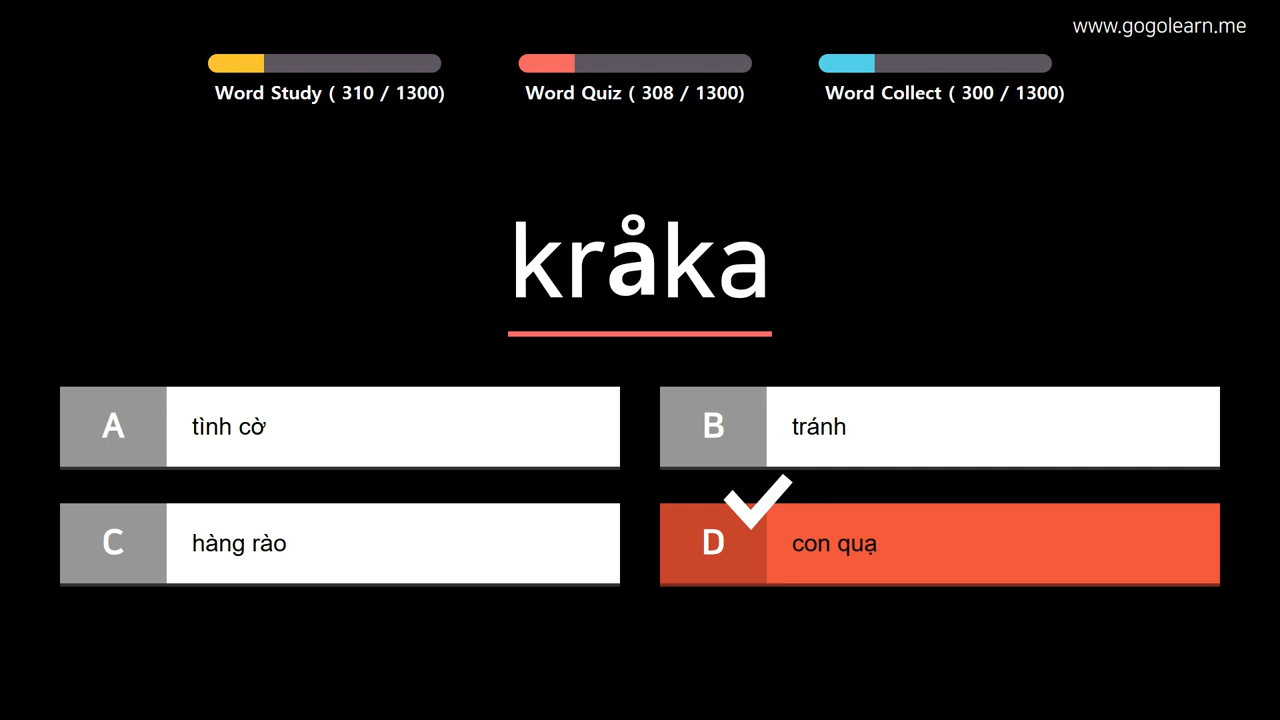 www.gogolearn.me
Word Study ( 310 / 1300)
Word Quiz ( 308 / 1300)
Word Collect ( 300 / 1300)
kråka
A tình cờ
B tránh
C hàng rào
D con quạ